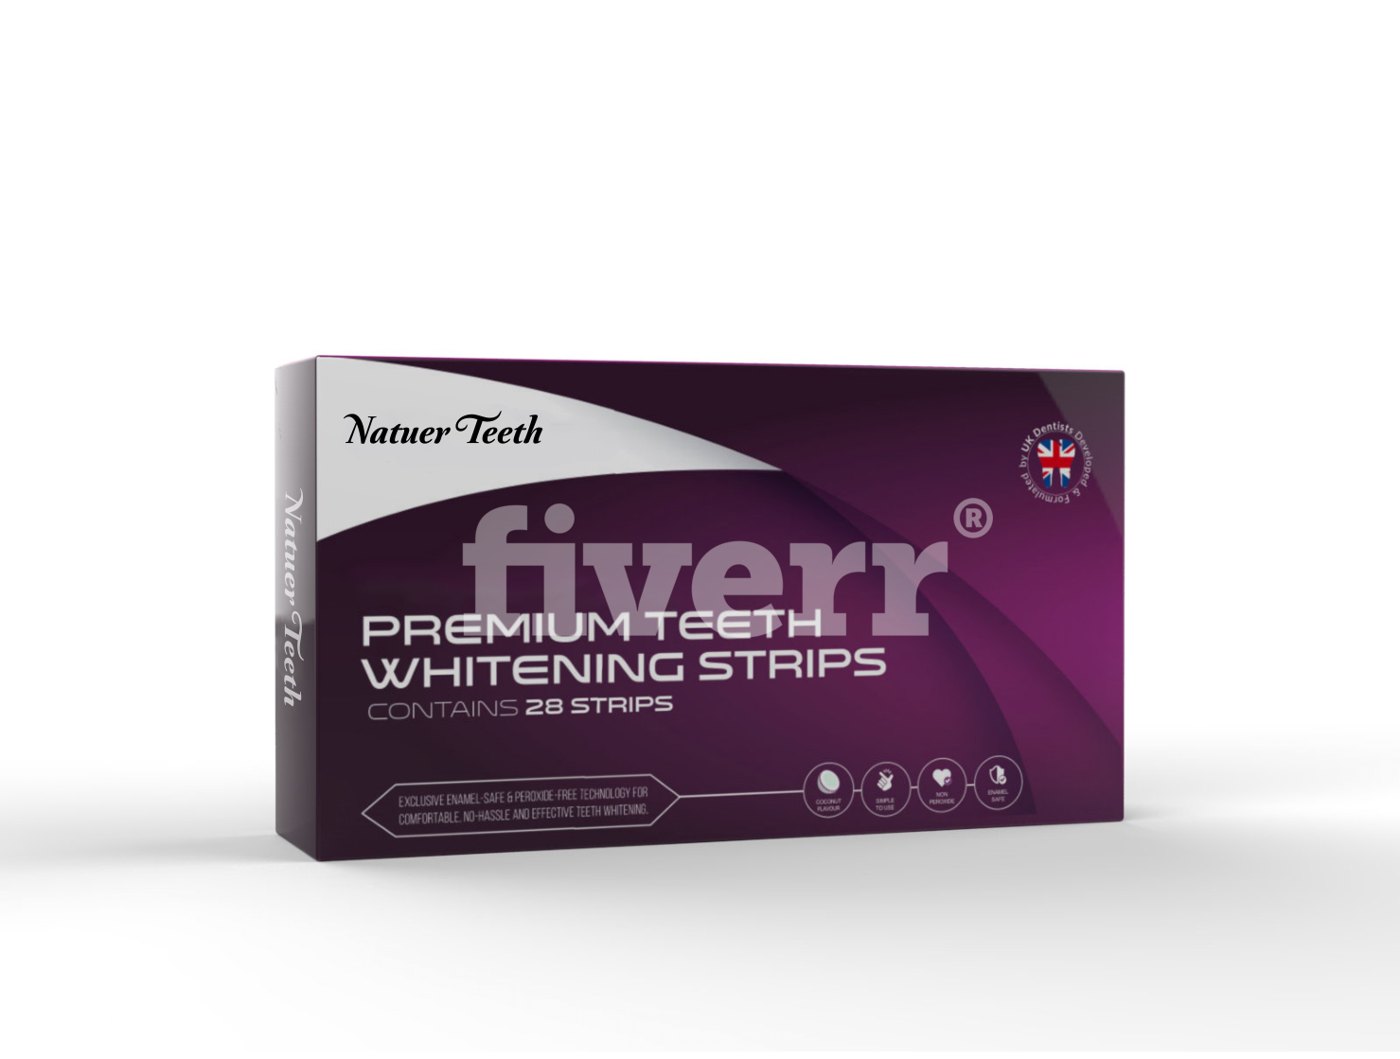 Natuer Teeth
Formulated by UK Dentists Developed &
fiverr®
PREMIUM TEETH
WHITENING STRIPS
CONTAINS 28 STRIPS
EXCLUSIVE ENAMEL-SAFE & PEROXIDE-FREE TECHNOLOGY FOR
COMFORTABLE, NO-HASSLE AND EFFECTIVE TEETH WHITENING.
COCONUT
FLAVOUR
SIMPLE
TO USE
NON
PEROXIDE
ENAMEL
SAFE
Natuer Teeth